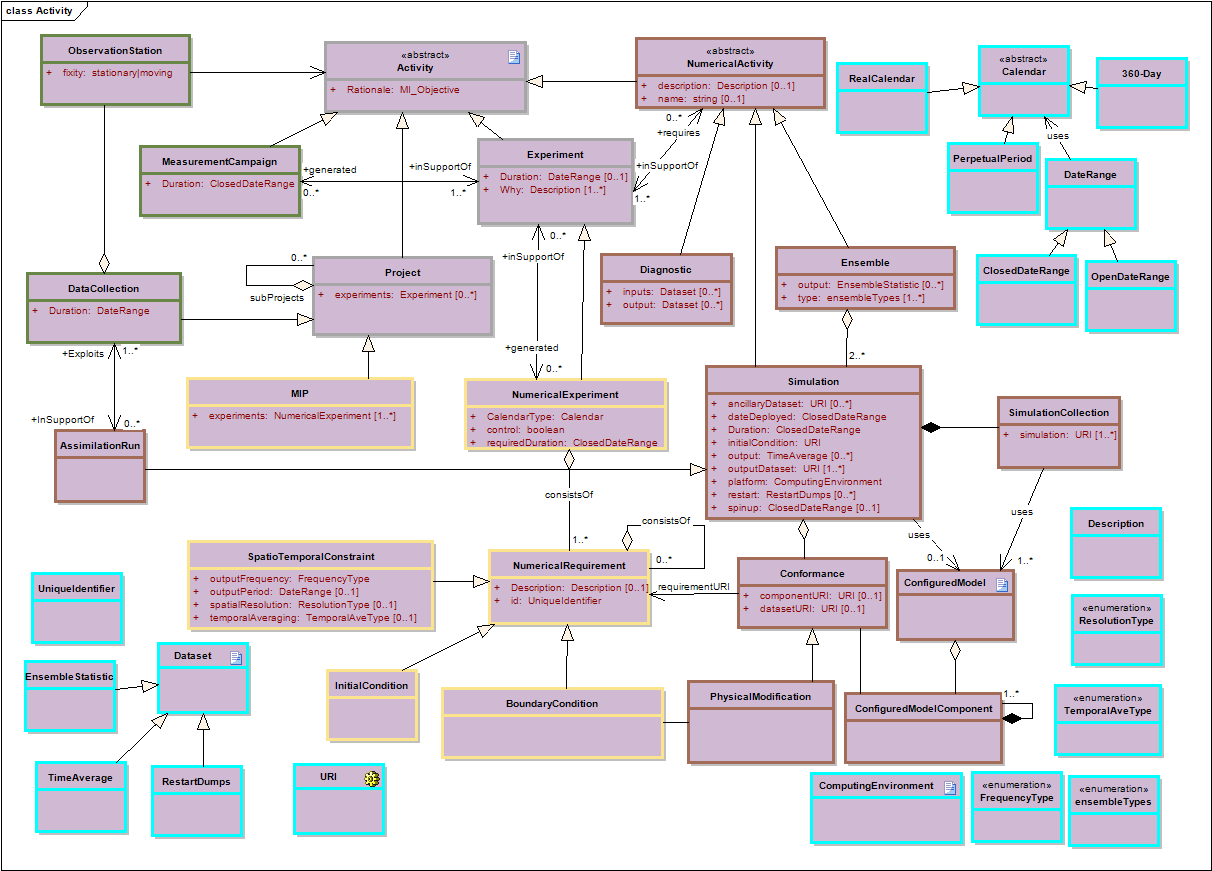 class Activity
ObservationStation
+ fixity: stationary|moving
«abstract»
Activity
+ Rationale: MI_Objective
«abstract»
NumericalActivity
+ description: Description [0..1]
+ name: string [0..1]
RealCalendar
«abstract»
Calendar
360-Day
MeasurementCampaign
+ Duration: ClosedDateRange
+generated
0..*
+inSupportOf
1..*
Experiment
+ Duration: DateRange [0..1]
+ Why: Description [1..*]
0..*
+requires
+inSupportOf
1..*
PerpetualPeriod
uses
DateRange
ClosedDateRange
OpenDateRange
DataCollection
+ Duration: DateRange
0..*
subProjects
Project
+ experiments: Experiment [0..*]
0..*
+inSupportOf
+generated
0..*
Diagnostic
+ inputs: Dataset [0..*]
+ output: Dataset [0..*]
Ensemble
+ output: EnsembleStatistic [0..*]
+ type: ensembleTypes [1..*]
2..*
+Exploits
1..*
+InSupportOf
0..*
AssimilationRun
MIP
+ experiments: NumericalExperiment [1..*]
NumericalExperiment
+ CalendarType: Calendar
+ control: boolean
+ requiredDuration: ClosedDateRange
Simulation
+ ancillaryDataset: URI [0..*]
+ dateDeployed: ClosedDateRange
+ Duration: ClosedDateRange
+ initialCondition: URI
+ output: TimeAverage [0..*]
+ outputDataset: URI [1..*]
+ platform: ComputingEnvironment
+ restart: RestartDumps [0..*]
+ spinup: ClosedDateRange [0..1]
SimulationCollection
+ simulation: URI [1..*]
consistsOf
1..*
consistsOf
0..*
uses
0..1
uses
1..*
Description
SpatioTemporalConstraint
+ outputFrequency: FrequencyType
+ outputPeriod: DateRange [0..1]
+ spatialResolution: ResolutionType [0..1]
+ temporalAveraging: TemporalAveType [0..1]
NumericalRequirement
+ Description: Description [0..1]
+ id: UniqueIdentifier
requirementURI
Conformance
+ componentURI: URI [0..1]
+ datasetURI: URI [0..1]
ConfiguredModel
UniqueIdentifier
«enumeration»
ResolutionType
EnsembleStatistic
Dataset
InitialCondition
BoundaryCondition
PhysicalModification
ConfiguredModelComponent
1..*
«enumeration»
TemporalAveType
TimeAverage
RestartDumps
URI
ComputingEnvironment
«enumeration»
FrequencyType
«enumeration»
ensembleTypes